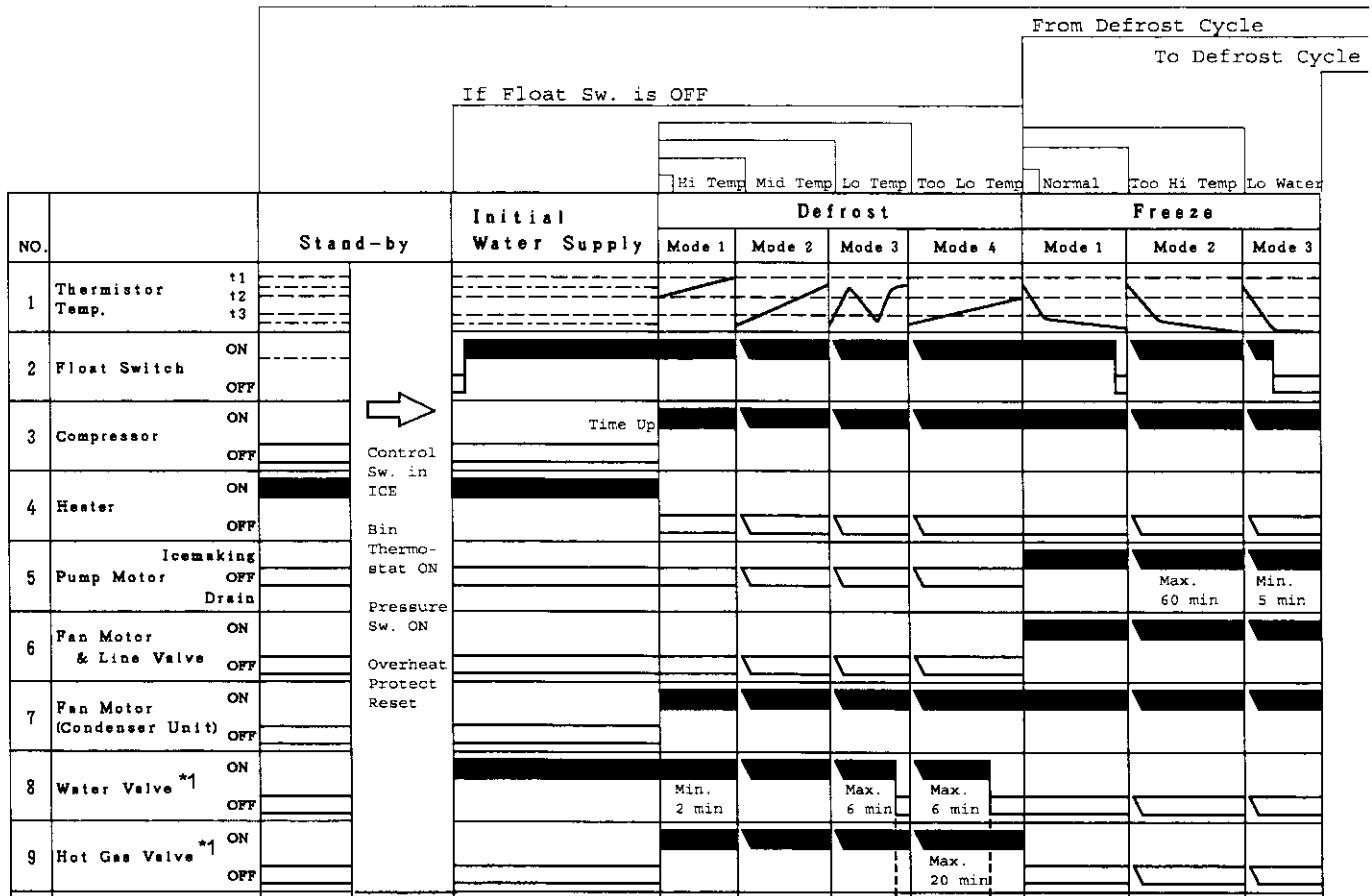 From Defrost Cycle
To Defrost Cycle
If Float Sw. is OFF
Hi Temp Mid Temp Lo Temp Too Lo Temp Normal Too Hi Temp Lo Water
NO. Stand-by Initial Water Supply Defrost Freeze
Mode 1 Mode 2 Mode 3 Mode 4 Mode 1 Mode 2 Mode 3
1 Thermistor Temp. t1 t2 t3
2 Float Switch ON OFF
3 Compressor ON OFF
Time Up
4 Heater ON OFF
5 Pump Motor Icemaking OFF Drain
Max. 60 min
Min. 5 min
6 Fan Motor & Line Valve ON OFF
7 Fan Motor (Condenser Unit) ON OFF
8 Water Valve *1 ON OFF
Min. 2 min
Max. 6 min
Max. 6 min
9 Hot Gas Valve *1 ON OFF
Max. 20 min
Control
Sw. in
ICE
Bin
Thermo-
stat ON
Pressure
Sw. ON
Overheat
Protect
Reset